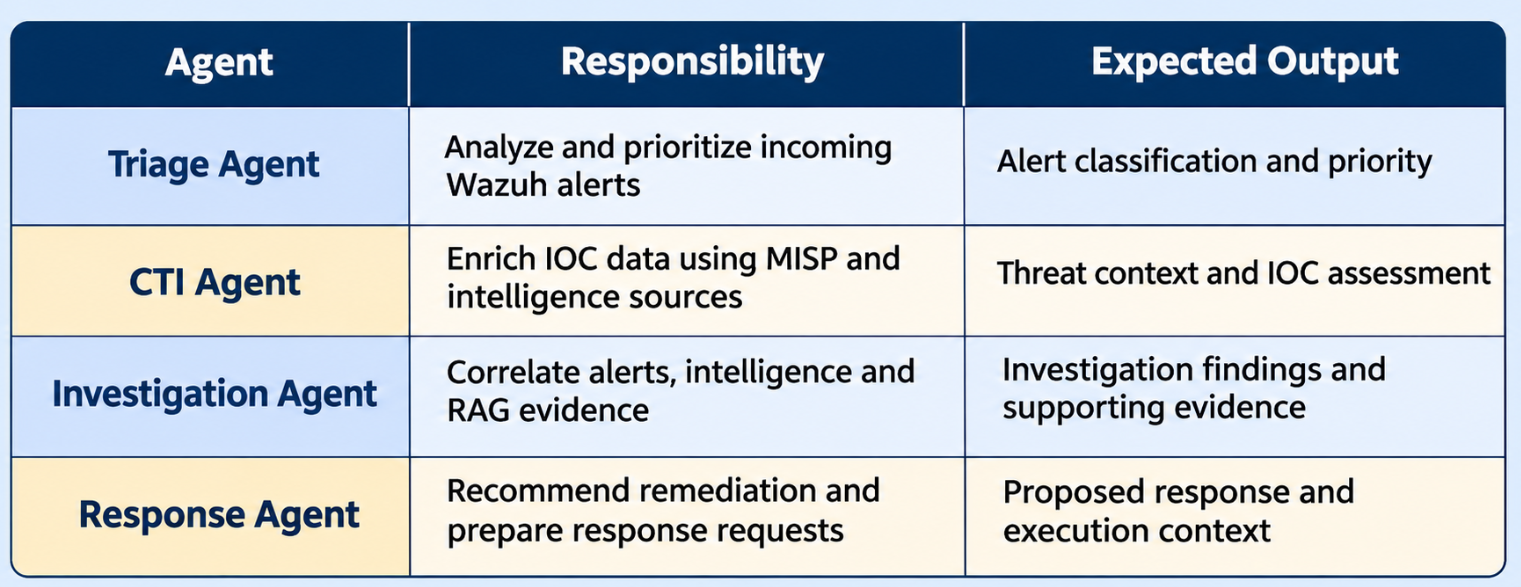 Agent
Responsibility
Expected Output
Triage Agent
Analyze and prioritize incoming
Wazuh alerts
Alert classification and priority
CTI Agent
Enrich IOC data using MISP and
intelligence sources
Threat context and IOC assessment
Investigation Agent
Correlate alerts, intelligence and
RAG evidence
Investigation findings and
supporting evidence
Response Agent
Recommend remediation and
prepare response requests
Proposed response and
execution context